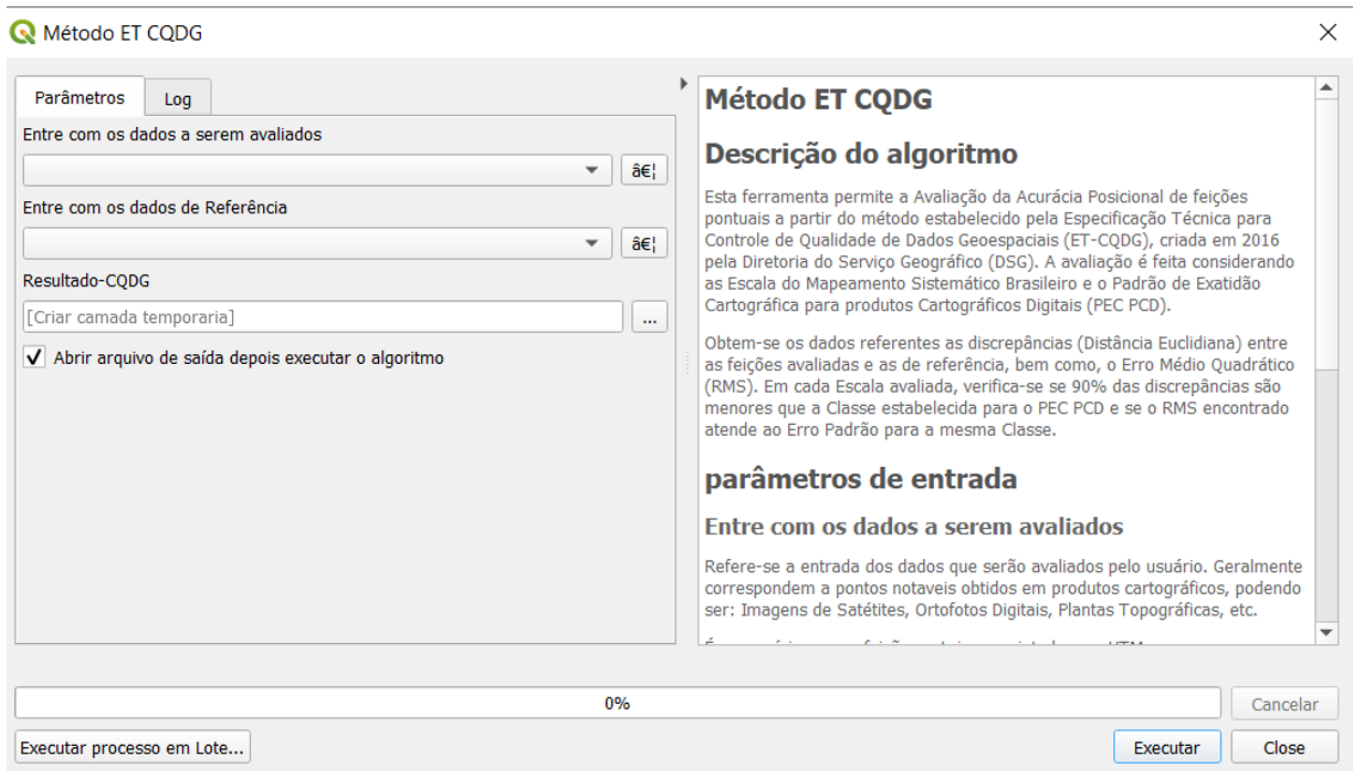 Método ET CQDG
Parâmetros
Log
Entre com os dados a serem avaliados
â€¦
Entre com os dados de Referência
â€¦
Resultado-CQDG
[Criar camada temporaria]
...
Abrir arquivo de saída depois executar o algoritmo
Método ET CQDG
Descrição do algoritmo
Esta ferramenta permite a Avaliação da Acurácia Posicional de feições
pontuais a partir do método estabelecido pela Especificação Técnica para
Controle de Qualidade de Dados Geoespaciais (ET-CQDG), criada em 2016
pela Diretoria do Serviço Geográfico (DSG). A avaliação é feita considerando
as Escala do Mapeamento Sistemático Brasileiro e o Padrão de Exatidão
Cartográfica para produtos Cartográficos Digitais (PEC PCD).
Obtem-se os dados referentes as discrepâncias (Distância Euclidiana) entre
as feições avaliadas e as de referência, bem como, o Erro Médio Quadrático
(RMS). Em cada Escala avaliada, verifica-se se 90% das discrepâncias são
menores que a Classe estabelecida para o PEC PCD e se o RMS encontrado
atende ao Erro Padrão para a mesma Classe.
parâmetros de entrada
Entre com os dados a serem avaliados
Refere-se a entrada dos dados que serão avaliados pelo usuário. Geralmente
correspondem a pontos notaveis obtidos em produtos cartográficos, podendo
ser: Imagens de Satétites, Ortofotos Digitais, Plantas Topográficas, etc.
0%
Cancelar
Executar processo em Lote...
Executar
Close